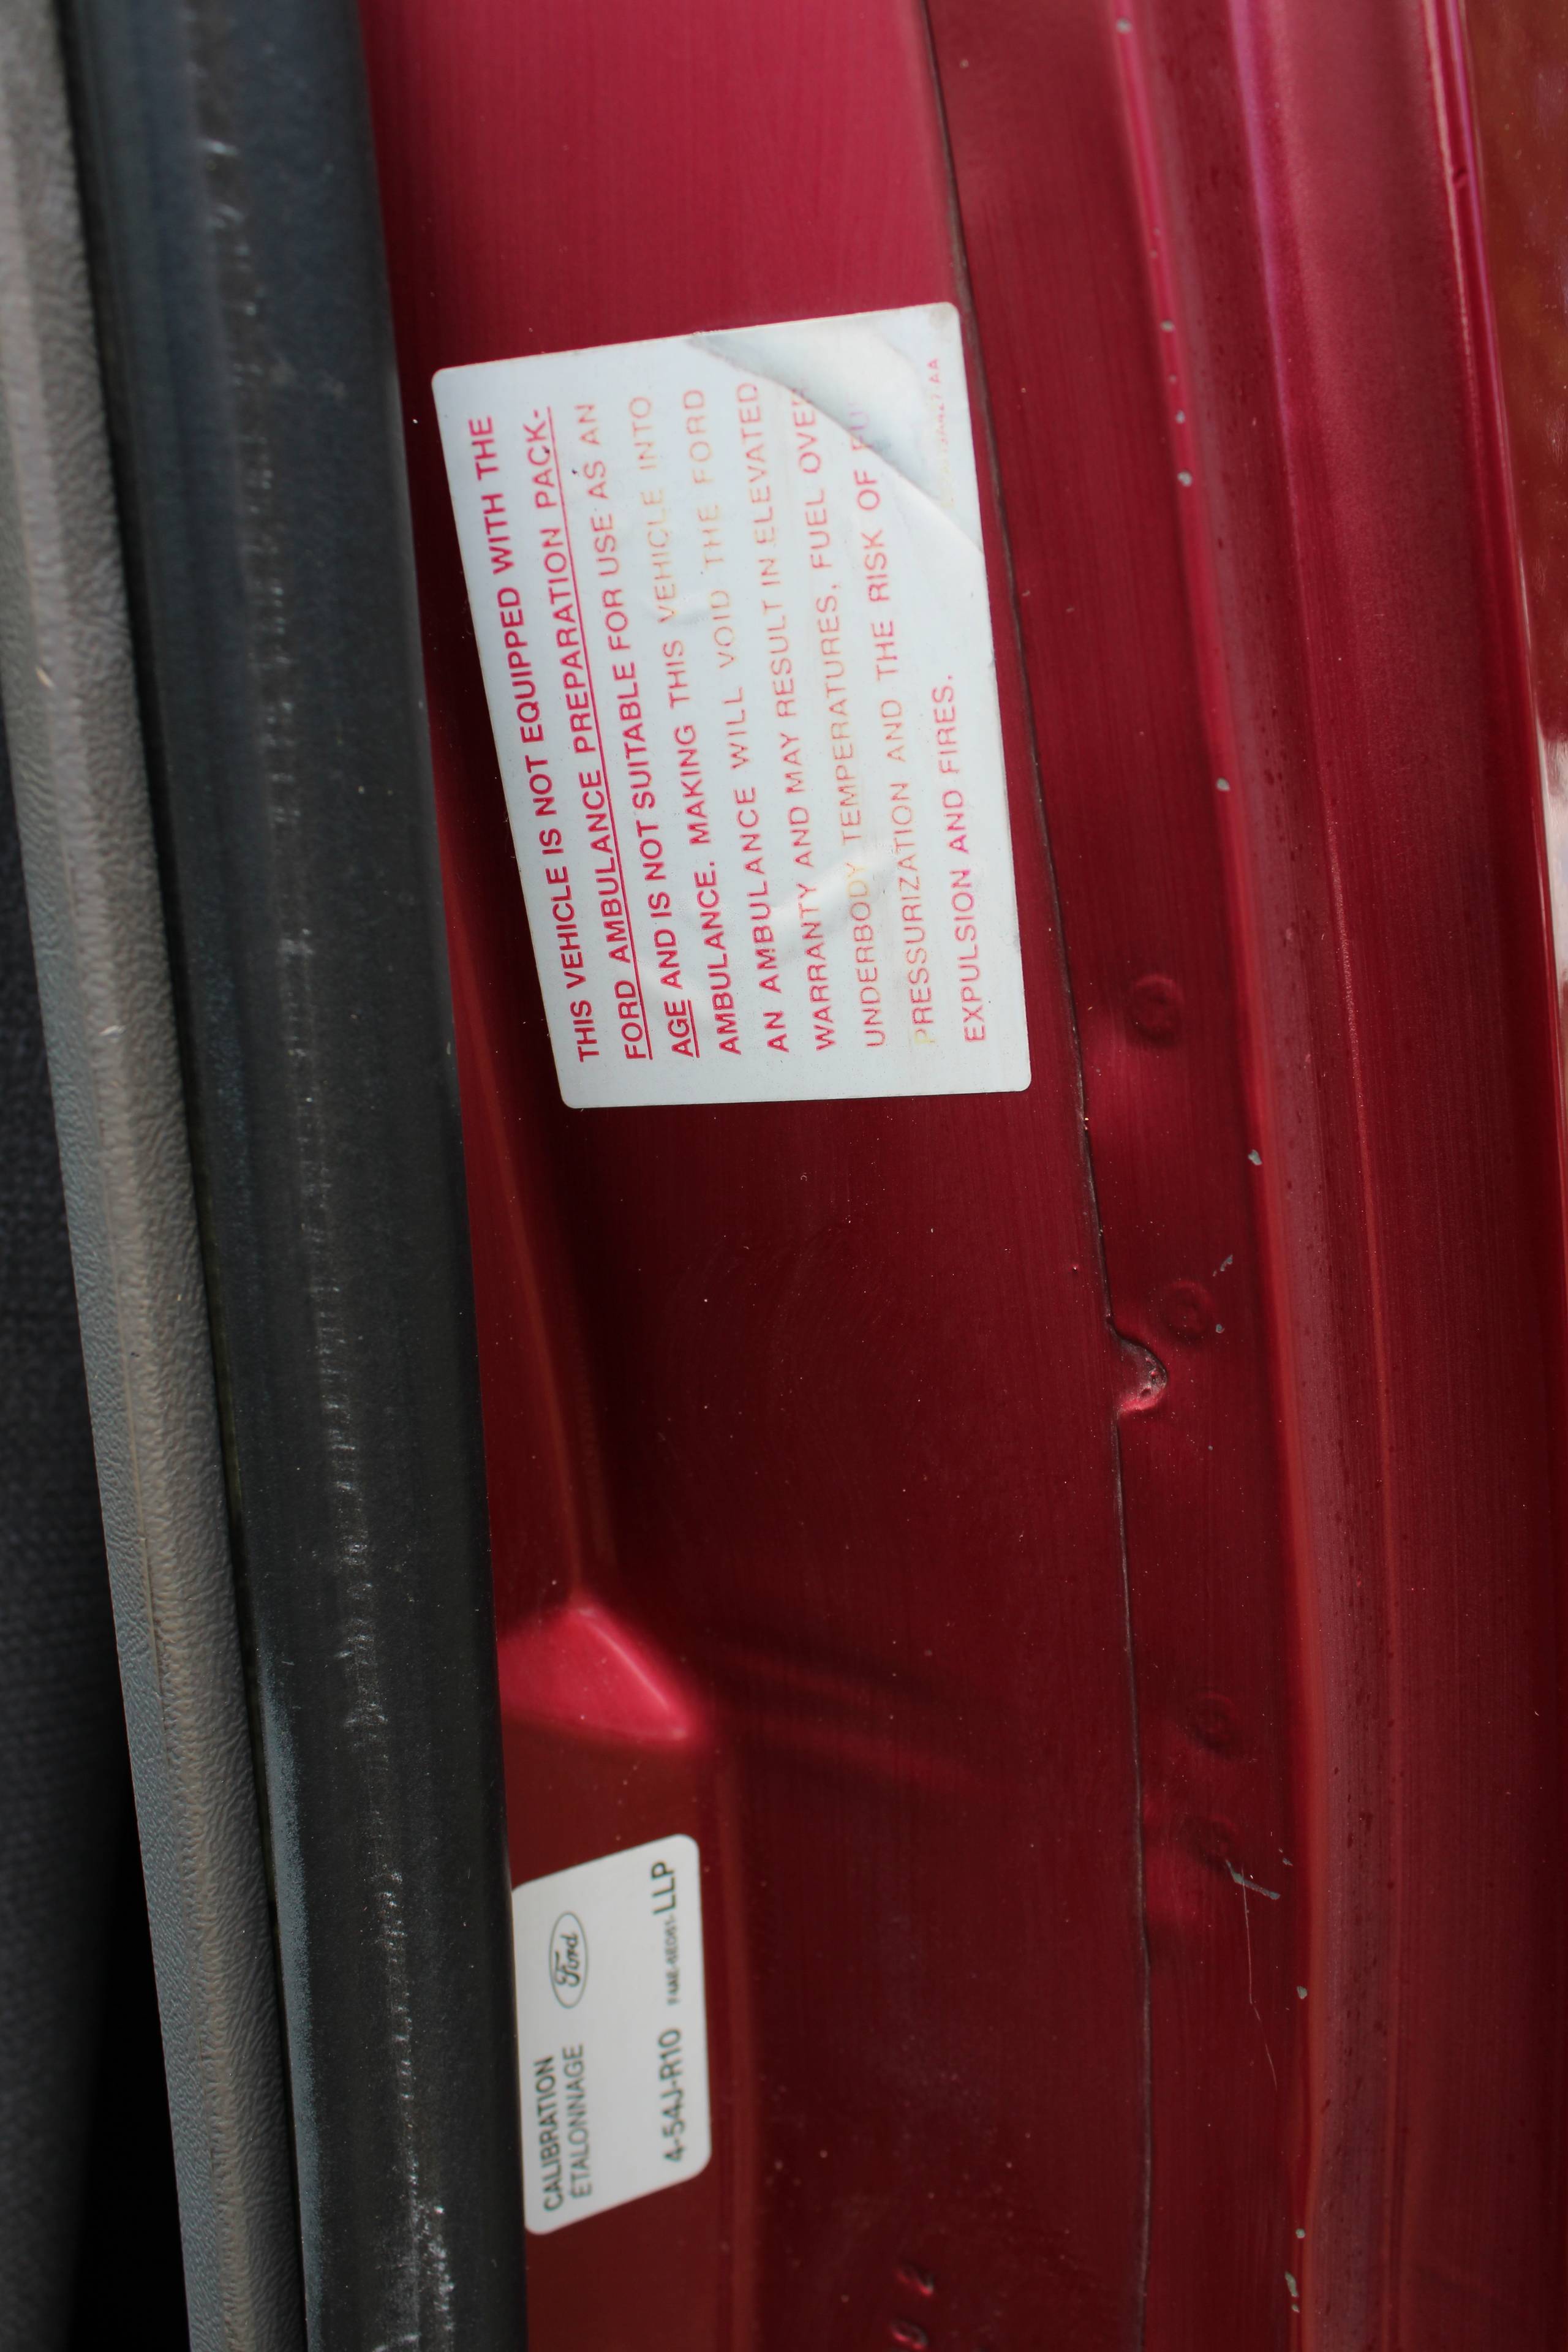 THIS VEHICLE IS NOT EQUIPPED WITH THE
FORD AMBULANCE PREPARATION PACK-
AGE AND IS NOT SUITABLE FOR USE AS AN
AMBULANCE. MAKING THIS VEHICLE INTO
AN AMBULANCE WILL VOID THE FORD
WARRANTY AND MAY RESULT IN ELEVATED
UNDERBODY TEMPERATURES, FUEL OVER
PRESSURIZATION AND THE RISK OF FU
EXPULSION AND FIRES.
CALIBRATION
ÉTALONNAGE
Ford
4-54J-R10
LLP